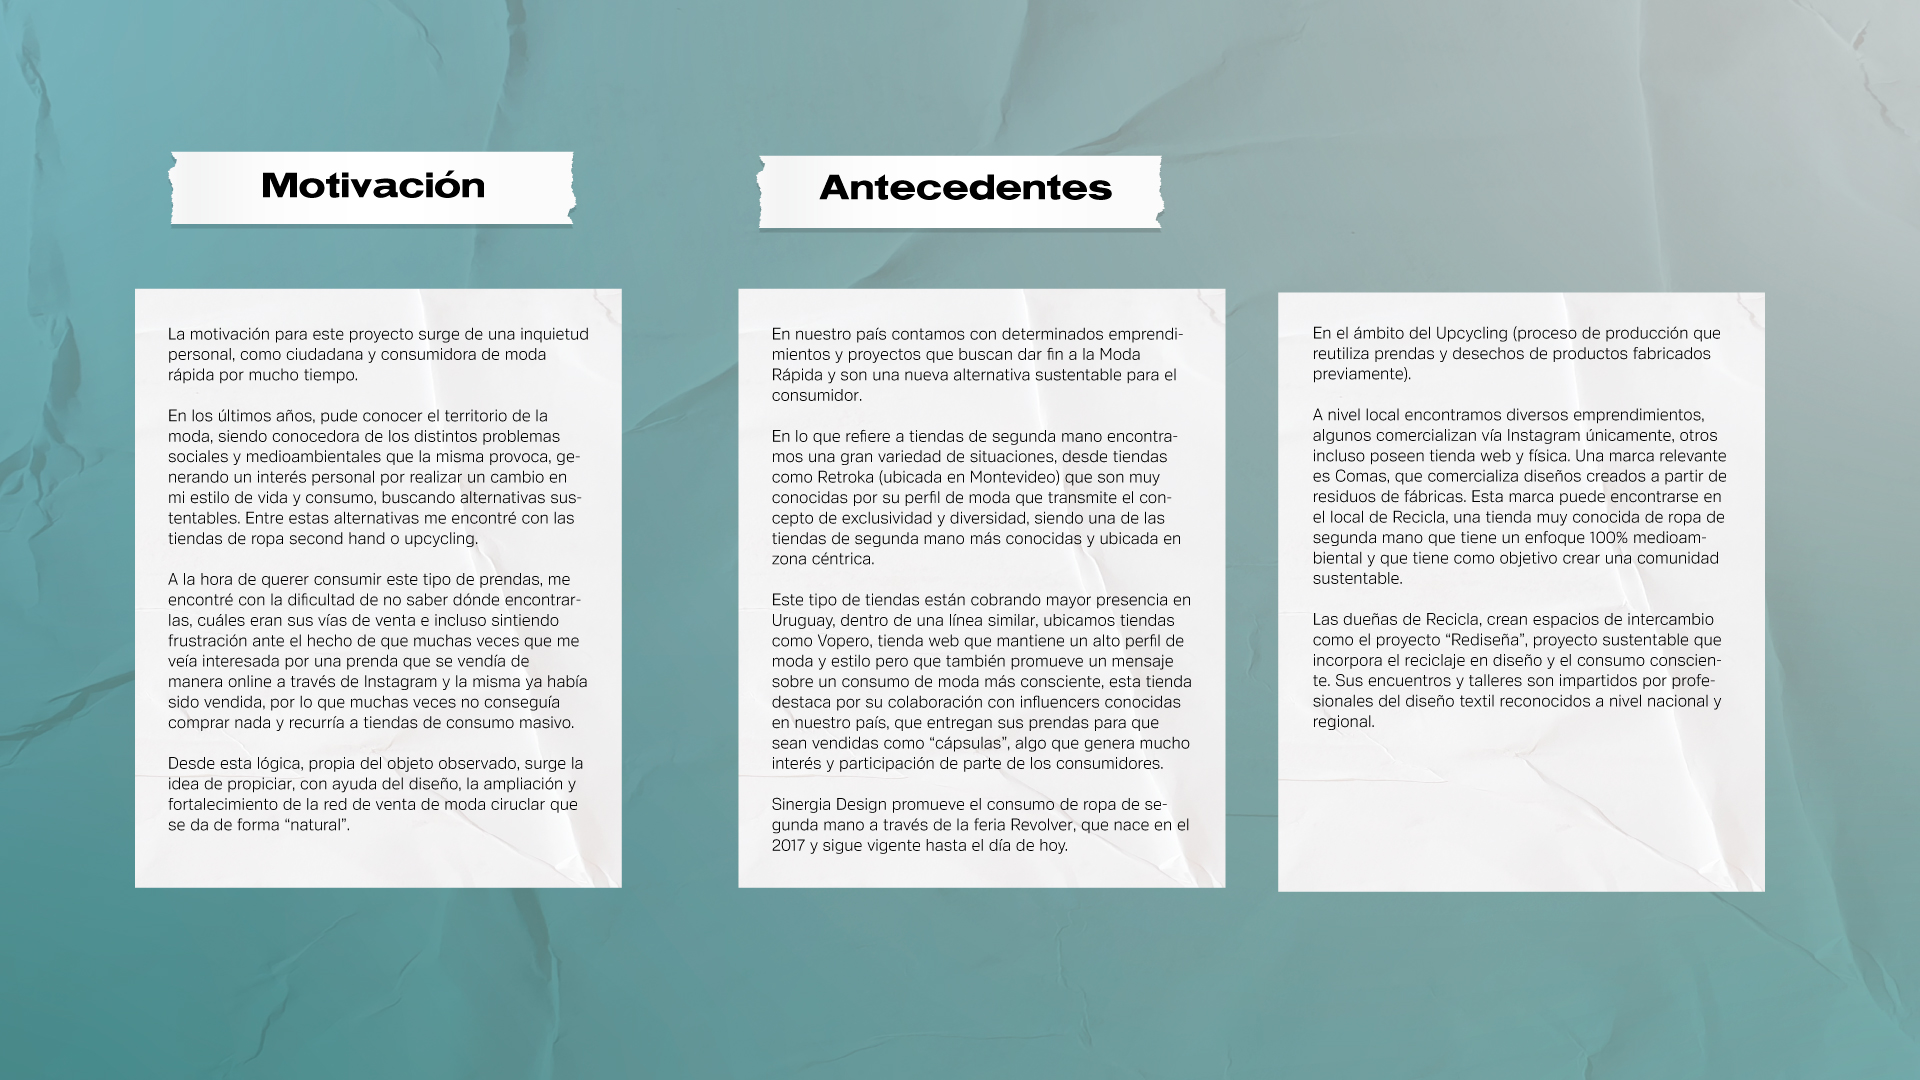 Motivación
La motivación para este proyecto surge de una inquietud
personal, como ciudadana y consumidora de moda
rápida por mucho tiempo.
En los últimos años, pude conocer el territorio de la
moda, siendo conocedora de los distintos problemas
sociales y medioambientales que la misma provoca, ge-
nerando un interés personal por realizar un cambio en
mi estilo de vida y consumo, buscando alternativas sus-
tentables. Entre estas alternativas me encontré con las
tiendas de ropa second hand o upcycling.
A la hora de querer consumir este tipo de prendas, me
encontré con la dificultad de no saber dónde encontrar-
las, cuáles eran sus vías de venta e incluso sintiendo
frustración ante el hecho de que muchas veces que me
veía interesada por una prenda que se vendía de
manera online a través de Instagram y la misma ya había
sido vendida, por lo que muchas veces no conseguía
comprar nada y recurría a tiendas de consumo masivo.
Desde esta lógica, propia del objeto observado, surge la
idea de propiciar, con ayuda del diseño, la ampliación y
fortalecimiento de la red de venta de moda ciruclar que
se da de forma “natural”.
Antecedentes
En nuestro país contamos con determinados emprendi-
mientos y proyectos que buscan dar fin a la Moda
Rápida y son una nueva alternativa sustentable para el
consumidor.
En lo que refiere a tiendas de segunda mano encontra-
mos una gran variedad de situaciones, desde tiendas
como Retroka (ubicada en Montevideo) que son muy
conocidas por su perfil de moda que transmite el con-
cepto de exclusividad y diversidad, siendo una de las
tiendas de segunda mano más conocidas y ubicada en
zona céntrica.
Este tipo de tiendas están cobrando mayor presencia en
Uruguay, dentro de una línea similar, ubicamos tiendas
como Vopero, tienda web que mantiene un alto perfil de
moda y estilo pero que también promueve un mensaje
sobre un consumo de moda más consciente, esta tienda
destaca por su colaboración con influencers conocidas
en nuestro país, que entregan sus prendas para que
sean vendidas como “cápsulas”, algo que genera mucho
interés y participación de parte de los consumidores.
Sinergia Design promueve el consumo de ropa de se-
gunda mano a través de la feria Revolver, que nace en el
2017 y sigue vigente hasta el día de hoy.
En el ámbito del Upcycling (proceso de producción que
reutiliza prendas y desechos de productos fabricados
previamente).
A nivel local encontramos diversos emprendimientos,
algunos comercializan vía Instagram únicamente, otros
incluso poseen tienda web y física. Una marca relevante
es Comas, que comercializa diseños creados a partir de
residuos de fábricas. Esta marca puede encontrarse en
el local de Recicla, una tienda muy conocida de ropa de
segunda mano que tiene un enfoque 100% medioam-
biental y que tiene como objetivo crear una comunidad
sustentable.
Las dueñas de Recicla, crean espacios de intercambio
como el proyecto “Rediseña”, proyecto sustentable que
incorpora el reciclaje en diseño y el consumo conscien-
te. Sus encuentros y talleres son impartidos por profe-
sionales del diseño textil reconocidos a nivel nacional y
regional.